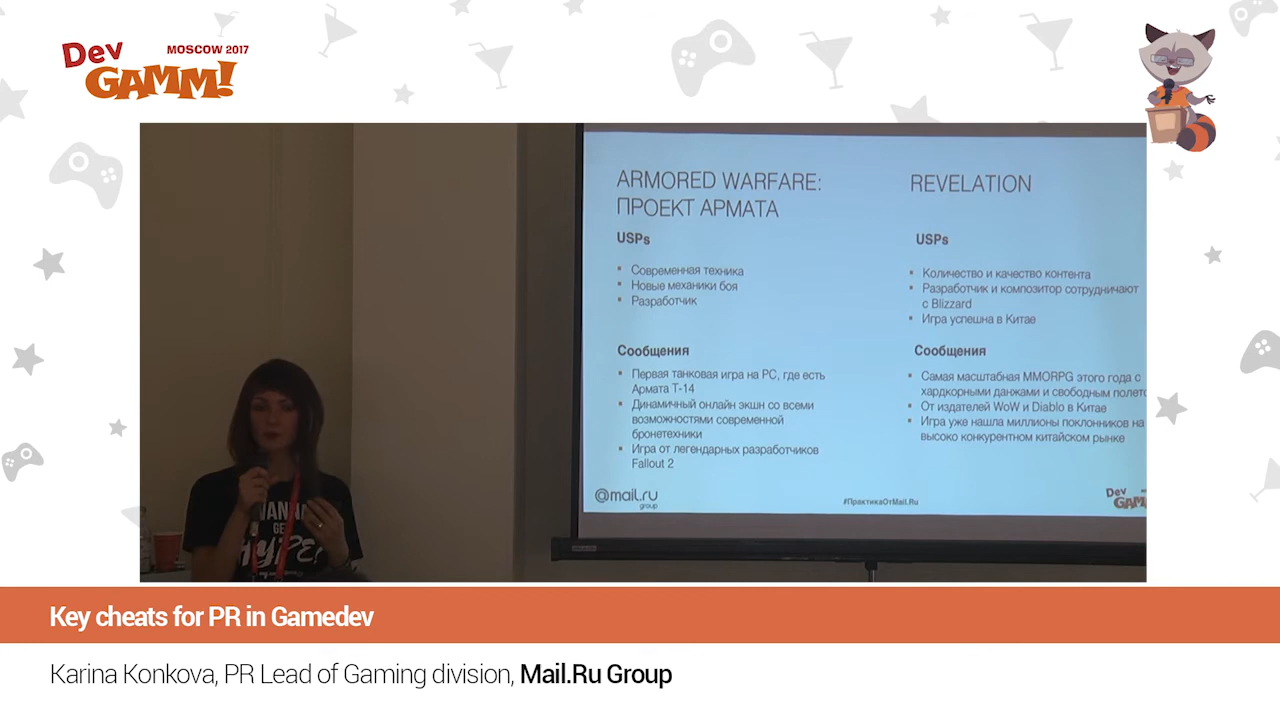 Dev
GAMM!
MOSCOW 2017
ARMORED WARFARE:
ПРОЕКТ АРМАТА
USPs
Современная техника
Новые механики боя
Разработчик
Сообщения
Первая танковая игра на PC, где есть
Армата Т-14
Динамичный онлайн экшн со всеми
возможностями современной
бронетехники
Игра от легендарных разработчиков
Fallout 2
REVELATION
USPs
Количество и качество контента
Разработчик и композитор сотрудничают
с Blizzard
Игра успешна в Китае
Сообщения
Самая масштабная MMORPG этого года с
хардкорными данжами и свободным полето
От издателей WoW и Diablo в Китае
Игра уже нашла миллионы поклонников на
высоко конкурентном китайском рынке
@mail.ru
group
#ПрактикаОтMail.Ru
Dev
GAM
WANNA
GET
HYPE!
Key cheats for PR in Gamedev
Karina Konkova, PR Lead of Gaming division, Mail.Ru Group